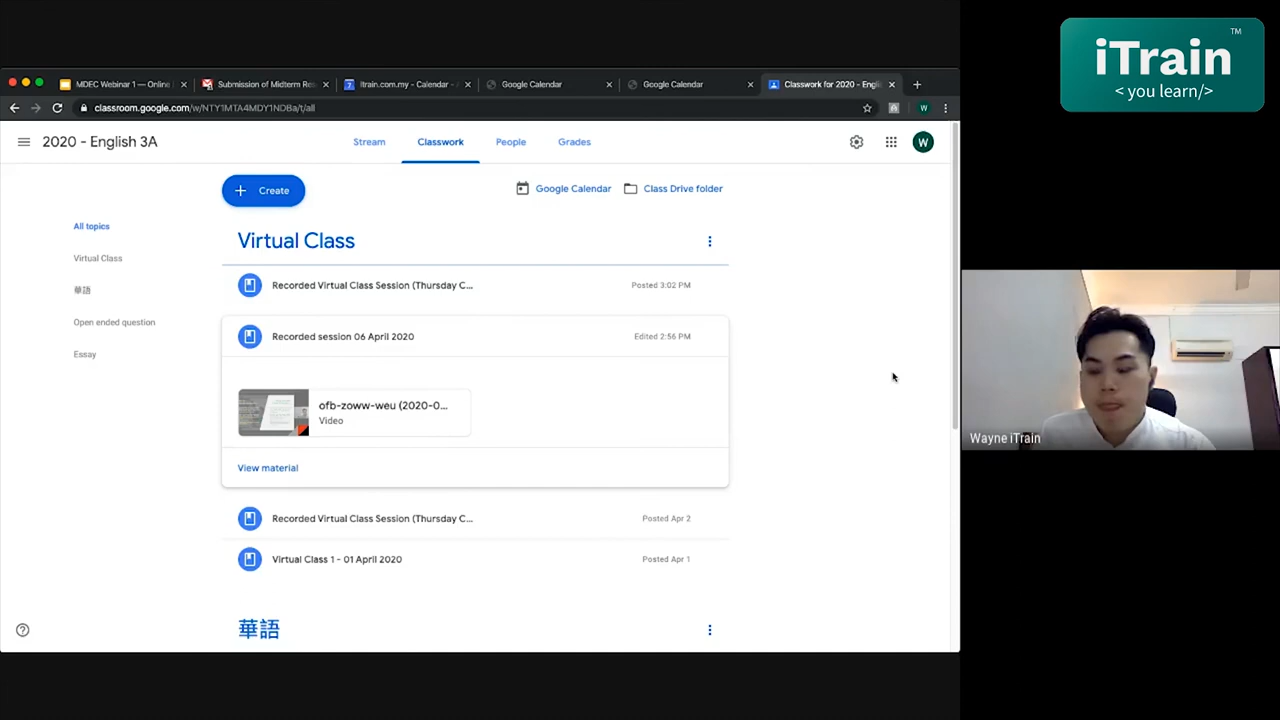 iTrain™
< you learn/>
MDEC Webinar 1 — Online
Submission of Midterm Re
itrain.com.my - Calendar - A
Google Calendar
Google Calendar
Classwork for 2020 - Engli
classroom.google.com/w/NTY1MTA4MDY1NDBa/t/all
W
2020 - English 3A
Stream
Classwork
People
Grades
W
Create
Google Calendar
Class Drive folder
All topics
Virtual Class
華語
Open ended question
Essay
Virtual Class
Recorded Virtual Class Session (Thursday C...
Posted 3:02 PM
Recorded session 06 April 2020
Edited 2:56 PM
ofb-zoww-weu (2020-0...
Video
View material
Recorded Virtual Class Session (Thursday C...
Posted Apr 2
Virtual Class 1 - 01 April 2020
Posted Apr 1
華語
Wayne iTrain